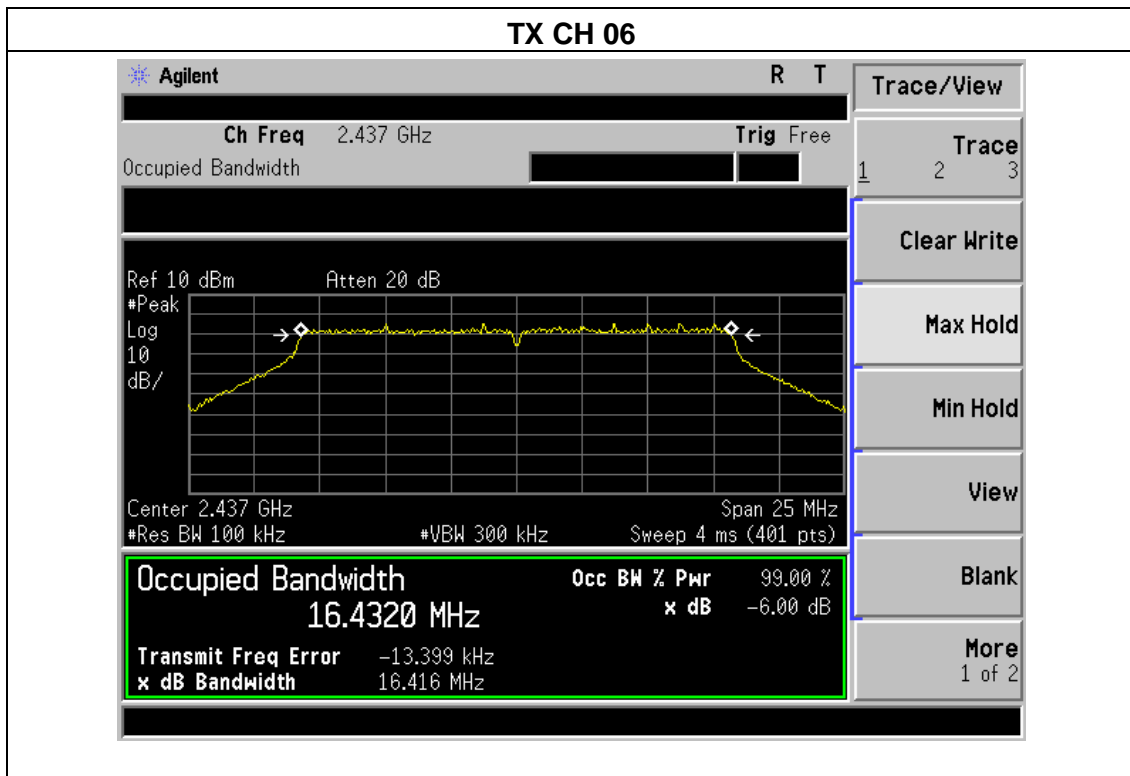 TX CH 06
Agilent R T
Trace/View
Ch Freq 2.437 GHz Trig Free
Occupied Bandwidth
Trace
1 2 3
Clear Write
Ref 10 dBm Atten 20 dB
#Peak
Log
10
dB/
Max Hold
Min Hold
View
Center 2.437 GHz Span 25 MHz
#Res BW 100 kHz #VBW 300 kHz Sweep 4 ms (401 pts)
Occupied Bandwidth
16.4320 MHz
Occ BW % Pwr 99.00 %
x dB -6.00 dB
Transmit Freq Error -13.399 kHz
x dB Bandwidth 16.416 MHz
Blank
More
1 of 2